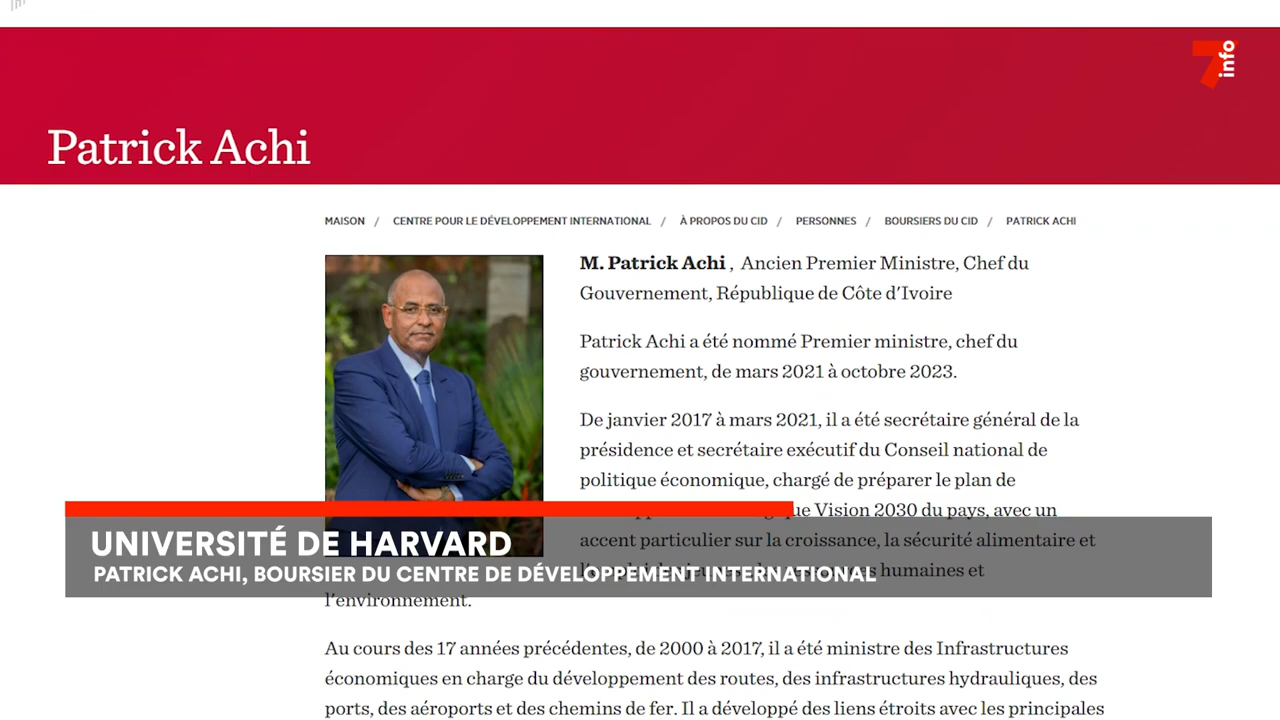 7 info
Patrick Achi
MAISON / CENTRE POUR LE DÉVELOPPEMENT INTERNATIONAL / À PROPOS DU CID / PERSONNES / BOURSIERS DU CID / PATRICK ACHI
M. Patrick Achi , Ancien Premier Ministre, Chef du
Gouvernement, République de Côte d'Ivoire
Patrick Achi a été nommé Premier ministre, chef du
gouvernement, de mars 2021 à octobre 2023.
De janvier 2017 à mars 2021, il a été secrétaire général de la
présidence et secrétaire exécutif du Conseil national de
politique économique, chargé de préparer le plan de
Vision 2030 du pays, avec un
accent particulier sur la croissance, la sécurité alimentaire et
humaines et
l'environnement.
UNIVERSITÉ DE HARVARD
PATRICK ACHI, BOURSIER DU CENTRE DE DÉVELOPPEMENT INTERNATIONAL
Au cours des 17 années précédentes, de 2000 à 2017, il a été ministre des Infrastructures
économiques en charge du développement des routes, des infrastructures hydrauliques, des
ports, des aéroports et des chemins de fer. Il a développé des liens étroits avec les principales